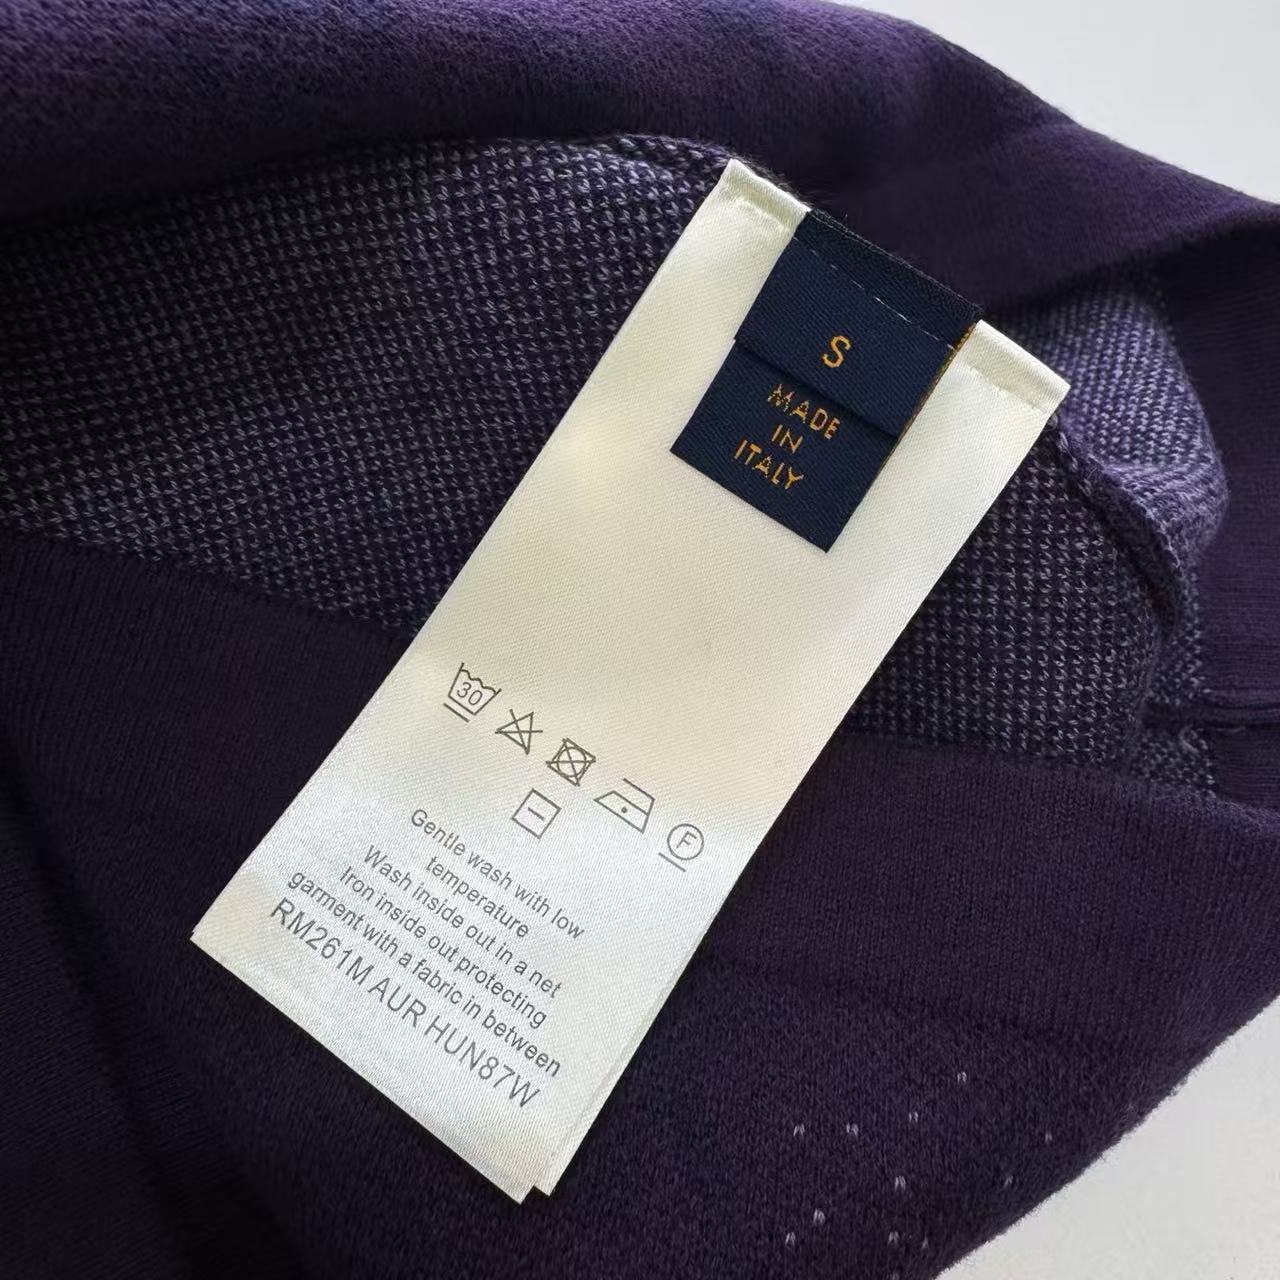 S
MADE
IN
ITALY
30
F
Gentle wash with low
temperature
Wash inside out in a net
Iron inside out protecting
garment with a fabric in between
RM261M AUR HUN87W